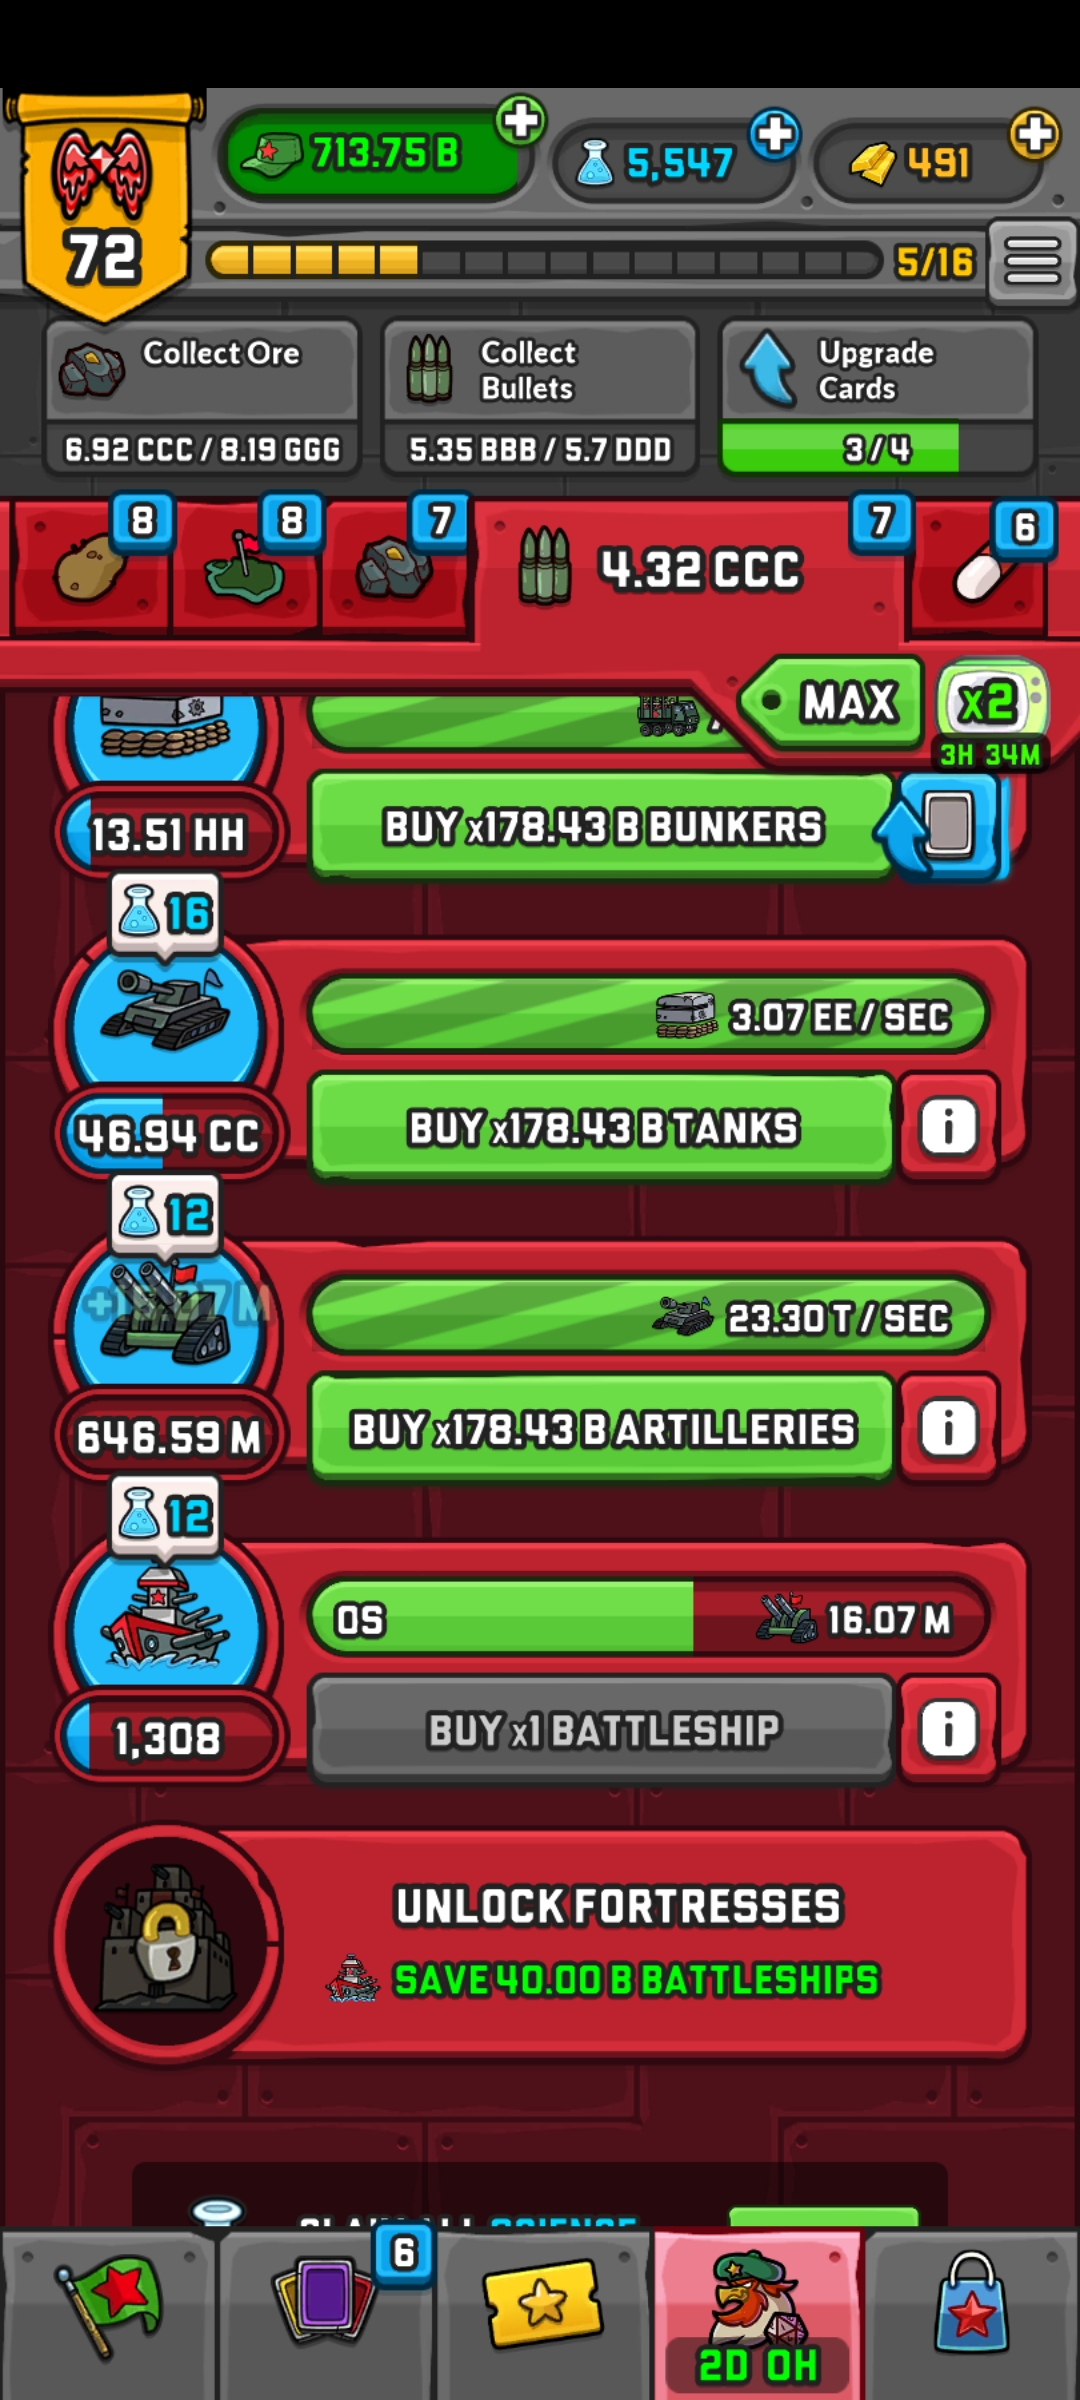 713.75 B
5,547
491
72
5/16
Collect Ore
6.92 CCC / 8.19 GGG
Collect
Bullets
5.35 BBB / 5.7 DDD
Upgrade
Cards
3/4
8
8
7
4.32 CCC
7
6
MAX
x2
3H 34M
13.51 HH
BUY x178.43 B BUNKERS
16
46.94 CC
3.07 EE / SEC
BUY x178.43 B TANKS
12
646.59 M
23.30 T / SEC
BUY x178.43 B ARTILLERIES
12
1,308
0S
16.07 M
BUY x1 BATTLESHIP
UNLOCK FORTRESSES
SAVE 40.00 B BATTLESHIPS
6
2D 0H